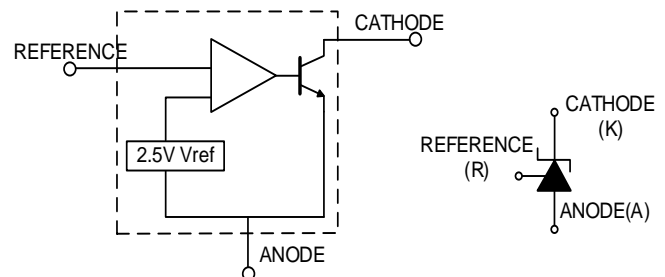 CATHODE
REFERENCE
2.5V Vref
ANODE
CATHODE
(K)
REFERENCE
(R)
ANODE(A)